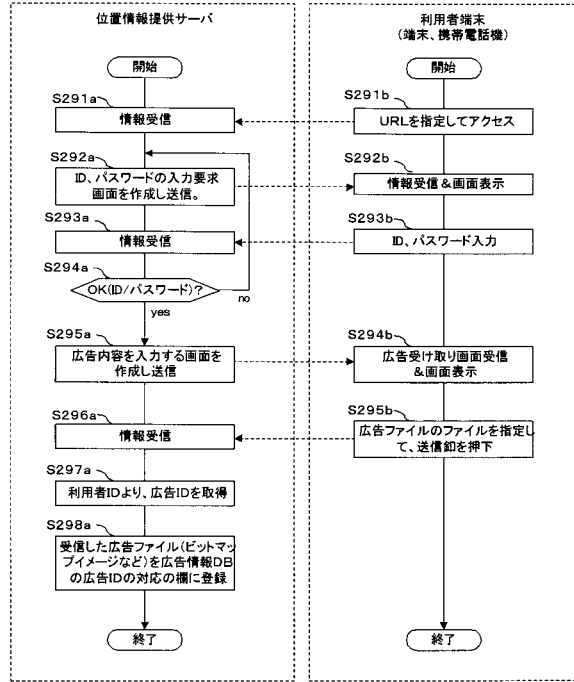 位置情報提供サーバ
開始
S291a
情報受信
S292a
ID、パスワードの入力要求
画面を作成し送信。
S293a
情報受信
S294a
OK(ID/パスワード)?
no
yes
S295a
広告内容を入力する画面を
作成し送信
S296a
情報受信
S297a
利用者IDより、広告IDを取得
S298a
受信した広告ファイル(ビットマッ
プイメージなど)を広告情報DB
の広告IDの対応の欄に登録
終了
利用者端末
(端末、携帯電話機)
開始
S291b
URLを指定してアクセス
S292b
情報受信&画面表示
S293b
ID、パスワード入力
S294b
広告受け取り画面受信
&画面表示
S295b
広告ファイルのファイルを指定し
て、送信釦を押下
終了